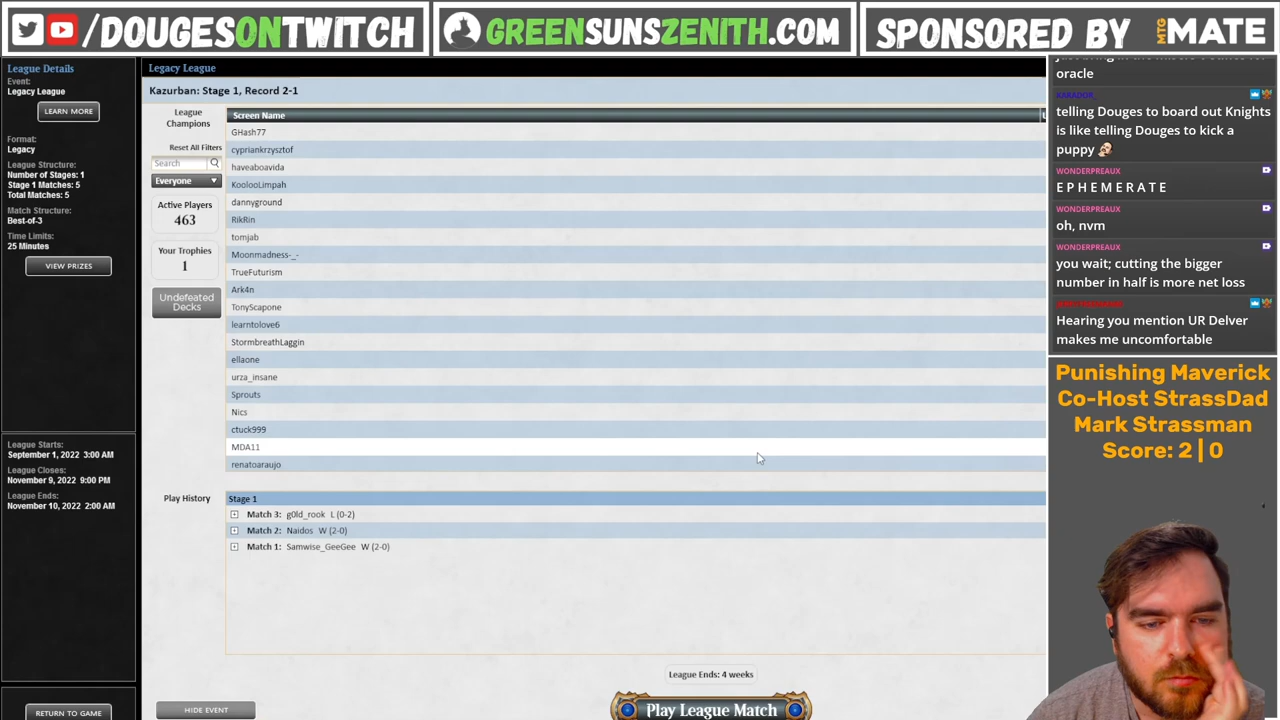 /DOUGESONTWITCH
GREENSUNSZENITH.COM
SPONSORED BY MTG MATE
League Details
Event:
Legacy League
LEARN MORE
Format:
Legacy
League Structure:
Number of Stages: 1
Stage 1 Matches: 5
Total Matches: 5
Match Structure:
Best-of-3
Time Limits:
25 Minutes
VIEW PRIZES
League Starts:
September 1, 2022 3:00 AM
League Closes:
November 9, 2022 9:00 PM
League Ends:
November 10, 2022 2:00 AM
RETURN TO GAME
Legacy League
Kazurban: Stage 1, Record 2-1
League
Champions
Reset All Filters
Search
Everyone
Active Players
463
Your Trophies
1
Undefeated
Decks
Screen Name
GHash77
cypriankrzysztof
haveaboavida
KoolooLimpah
dannyground
RikRin
tomjab
Moonmadness-_-
TrueFuturism
Ark4n
TonyScapone
learntolove6
StormbreathLaggin
ellaone
urza_insane
Sprouts
Nics
ctuck999
MDA11
renatoaraujo
Play History
Stage 1
Match 3: g0ld_rook L (0-2)
Match 2: Naidos W (2-0)
Match 1: Samwise_GeeGee W (2-0)
League Ends: 4 weeks
HIDE EVENT
Play League Match
oracle
telling Douges to board out Knights
is like telling Douges to kick a
puppy
WONDERPREAUX
E P H E M E R A T E
WONDERPREAUX
oh, nvm
WONDERPREAUX
you wait; cutting the bigger
number in half is more net loss
Hearing you mention UR Delver
makes me uncomfortable
Punishing Maverick
Co-Host StrassDad
Mark Strassman
Score: 2 | 0